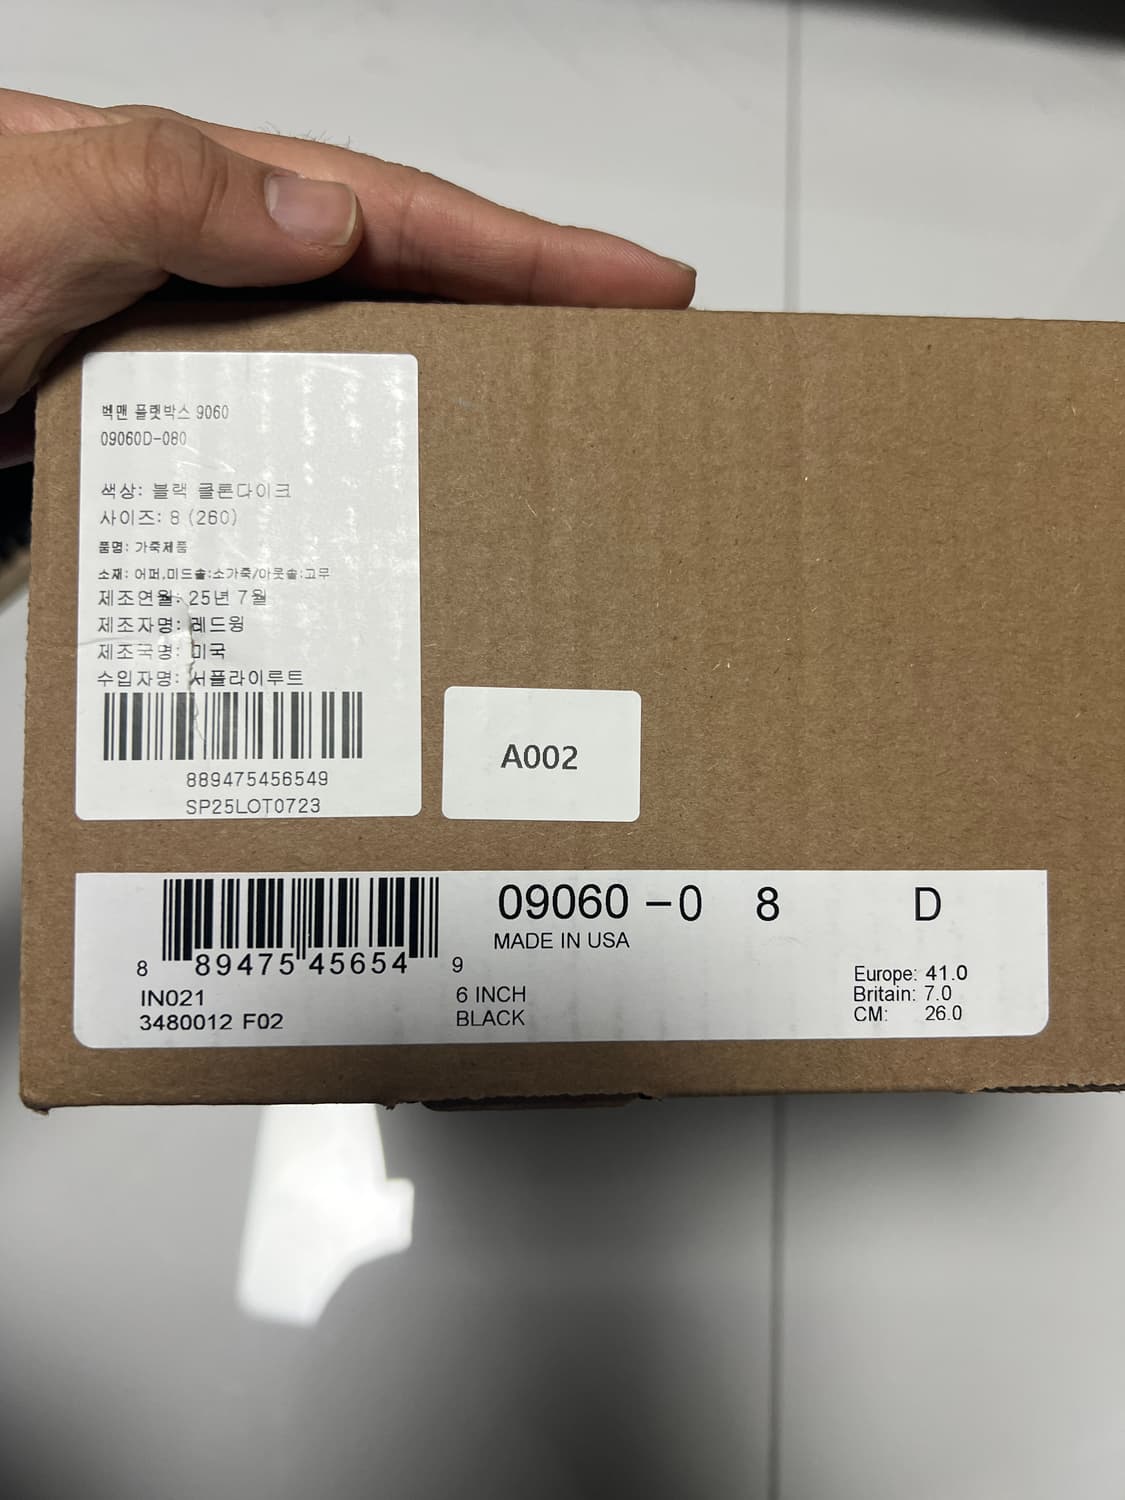 벡맨 플랫박스 9060
09060D-080
색상: 블랙 클론다이크
사이즈: 8 (260)
품명: 가죽제품
소재: 어퍼,미드솔:소가죽/아웃솔:고무
제조연월: 25년 7월
제조자명: 레드윙
제조국명: 미국
수입자명: 서플라이루트
889475456549
SP25LOT0723
A002
8 89475 45654 9
IN021
3480012 F02
09060 -0 8 D
MADE IN USA
6 INCH
BLACK
Europe: 41.0
Britain: 7.0
CM: 26.0